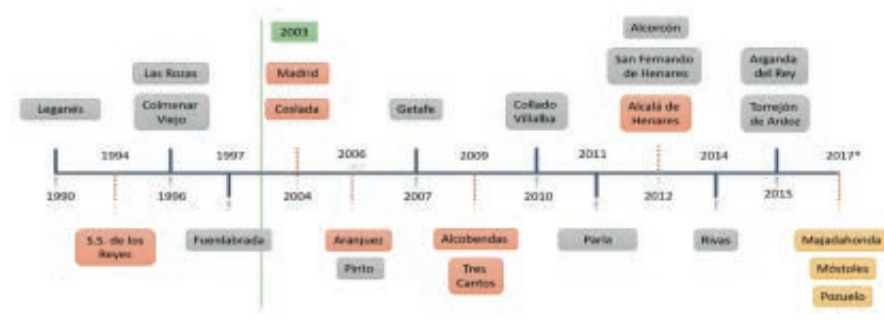 2003
Alcorcón
Las Rozas
Madrid
San Fernando
de Henares
Arganda
del Rey
Leganés
Colmenar
Viejo
Coslada
Getafe
Collado
Villalba
Alcalá de
Henares
Torrejón
de Ardoz
1994
1997
2006
2009
2011
2014
2017*
1990
1996
2004
2007
2010
2012
2015
S.S. de los
Reyes
Fuenlabrada
Aranjuez
Pinto
Alcobendas
Tres
Cantos
Parla
Rivas
Majadahonda
Móstoles
Pozuelo